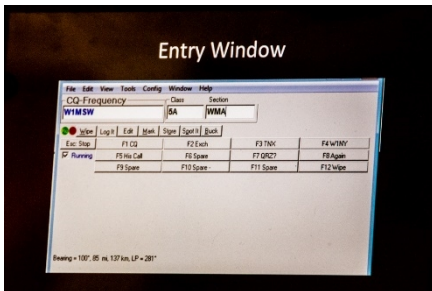 Entry Window
File Edit View Tools Config Window Help
CQ-Frequency Class Section
W1MSW 5A WMA
Wipe Log It Edit Mark Store Spot It Buck
Esc: Stop F1 CQ F2 Exch F3 TNX F4 W1NY
Running F5 His Call F6 Spare F7 QRZ? F8 Again
F9 Spare F10 Spare - F11 Spare F12 Wipe
Bearing = 100°, 85 mi, 137 km, LP = 281°